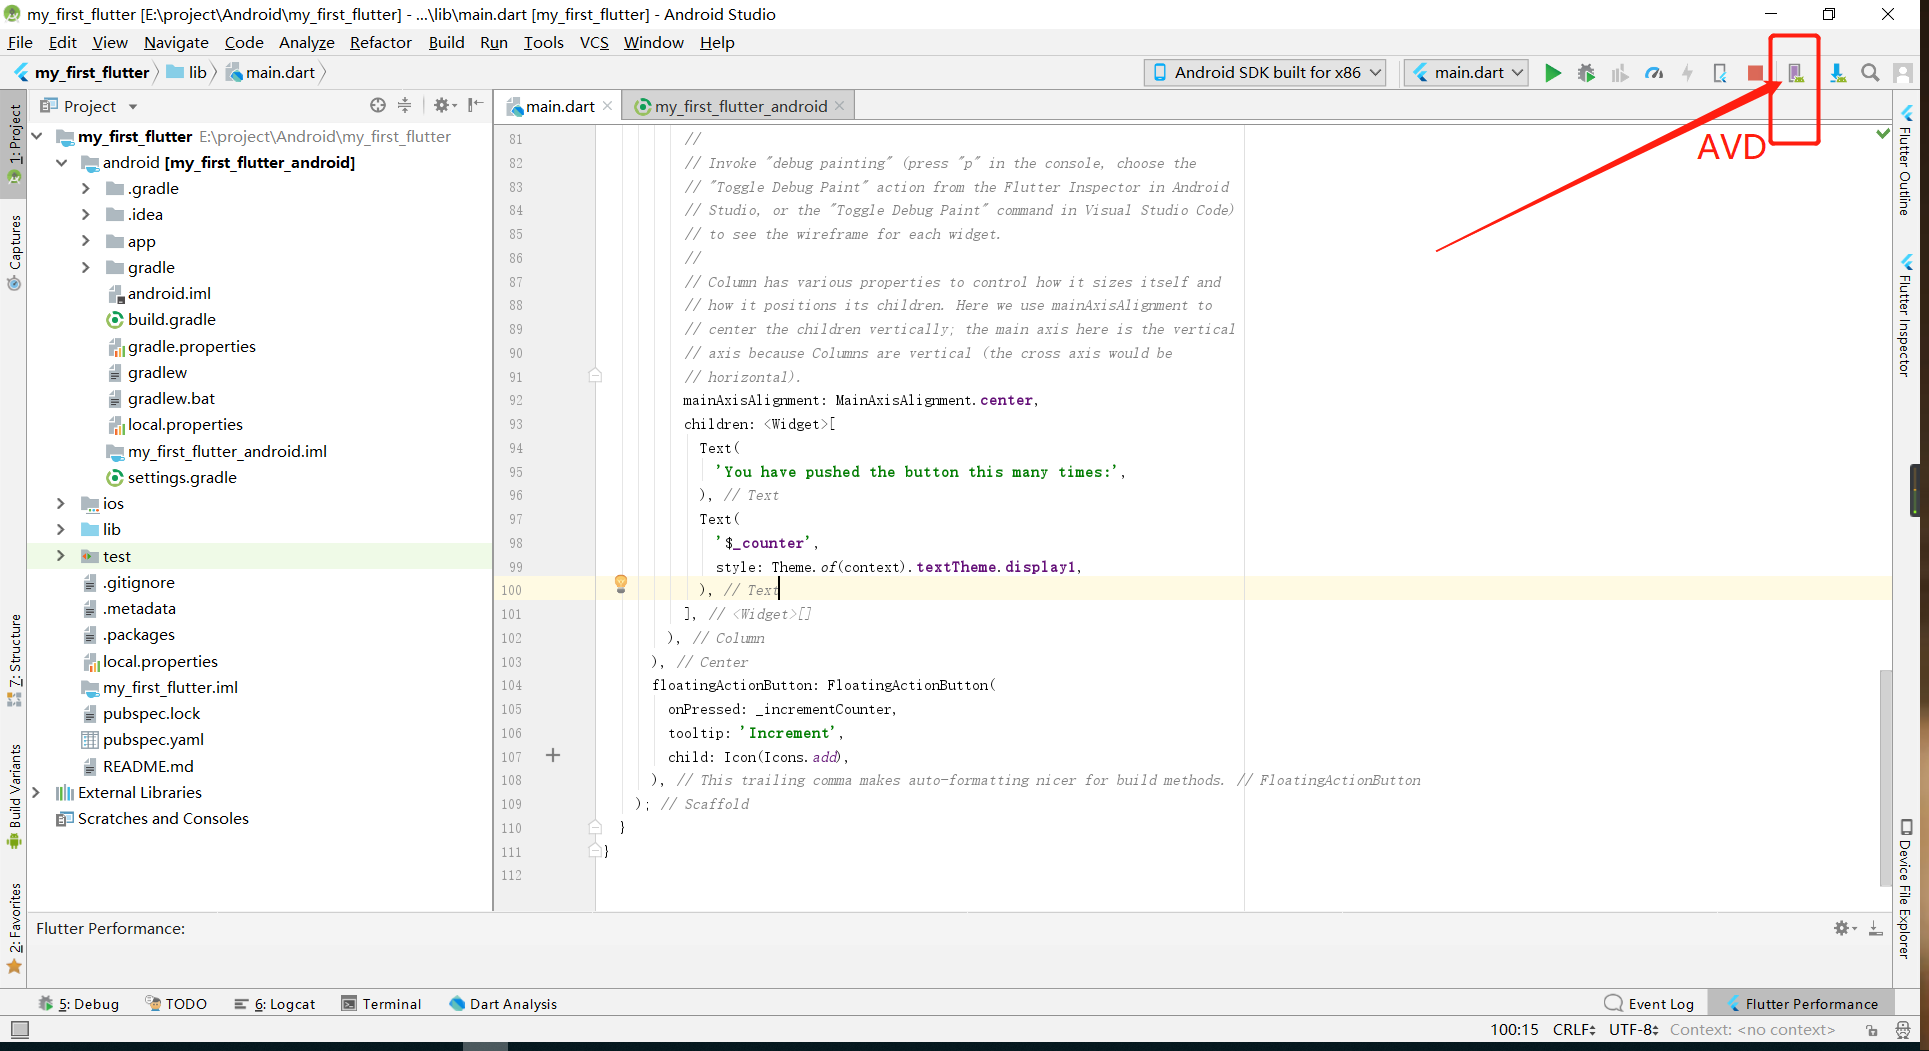 my_first_flutter [E:\project\Android\my_first_flutter] - ...\lib\main.dart [my_first_flutter] - Android Studio
File Edit View Navigate Code Analyze Refactor Build Run Tools VCS Window Help
my_first_flutter lib main.dart Android SDK built for x86 main.dart
AVD
1: Project
Captures
7: Structure
Build Variants
2: Favorites
Project
my_first_flutter E:\project\Android\my_first_flutter
android [my_first_flutter_android]
.gradle
.idea
app
gradle
android.iml
build.gradle
gradle.properties
gradlew
gradlew.bat
local.properties
my_first_flutter_android.iml
settings.gradle
ios
lib
test
.gitignore
.metadata
.packages
local.properties
my_first_flutter.iml
pubspec.lock
pubspec.yaml
README.md
External Libraries
Scratches and Consoles
main.dart my_first_flutter_android
81 //
82 // Invoke "debug painting" (press "p" in the console, choose the
83 // "Toggle Debug Paint" action from the Flutter Inspector in Android
84 // Studio, or the "Toggle Debug Paint" command in Visual Studio Code)
85 // to see the wireframe for each widget.
86 //
87 // Column has various properties to control how it sizes itself and
88 // how it positions its children. Here we use mainAxisAlignment to
89 // center the children vertically; the main axis here is the vertical
90 // axis because Columns are vertical (the cross axis would be
91 // horizontal).
92 mainAxisAlignment: MainAxisAlignment.center,
93 children: <Widget>[
94 Text(
95 'You have pushed the button this many times:',
96 ), // Text
97 Text(
98 '$_counter',
99 style: Theme.of(context).textTheme.display1,
100 ), // Text
101 ], // <Widget>[]
102 ), // Column
103 ), // Center
104 floatingActionButton: FloatingActionButton(
105 onPressed: _incrementCounter,
106 tooltip: 'Increment',
107 child: Icon(Icons.add),
108 ), // This trailing comma makes auto-formatting nicer for build methods. // FloatingActionButton
109 ); // Scaffold
110 }
111 }
112
Flutter Outline
Flutter Inspector
Device File Explorer
Flutter Performance:
5: Debug TODO 6: Logcat Terminal Dart Analysis Event Log Flutter Performance
100:15 CRLF UTF-8 Context: <no context>